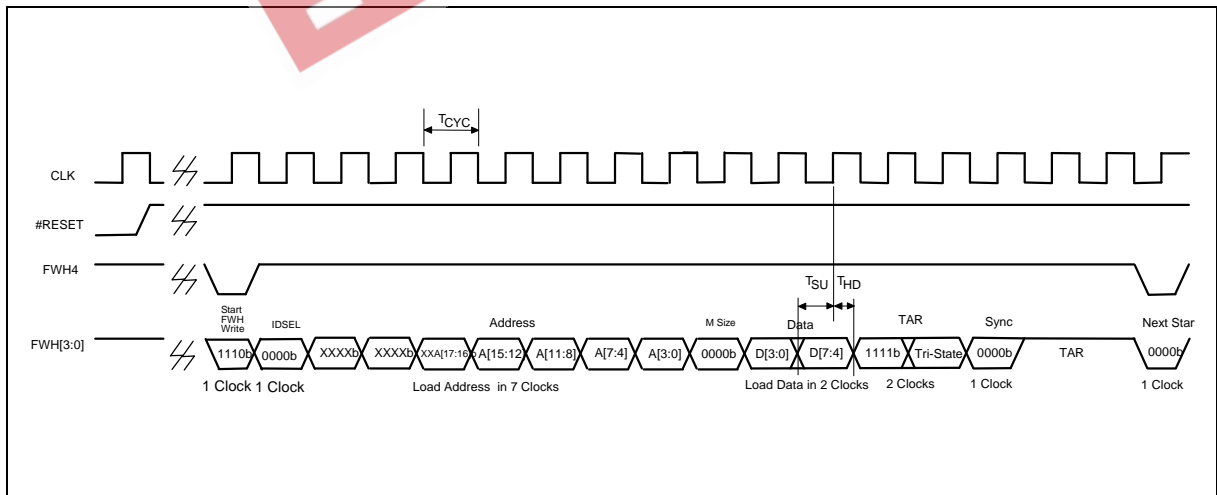 TCYC
CLK
#RESET
FWH4
TSU THD
Start FWH Write
IDSEL
Address
M Size
Data
TAR
Sync
Next Star
FWH[3:0]
1110b 0000b XXXXb XXXXb XXA[17:16] A[15:12] A[11:8] A[7:4] A[3:0] 0000b D[3:0] D[7:4] 1111b Tri-State 0000b TAR 0000b
1 Clock 1 Clock Load Address in 7 Clocks Load Data in 2 Clocks 2 Clocks 1 Clock 1 Clock